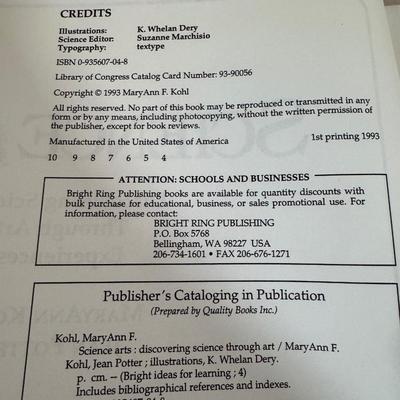 CREDITS
Illustrations: K. Whelan Dery
Science Editor: Suzanne Marchisio
Typography: textype
ISBN 0-935607-04-8
Library of Congress Catalog Card Number: 93-90056
Copyright © 1993 MaryAnn F. Kohl
All rights reserved. No part of this book may be reproduced or transmitted in any
form or by any means, including photocopying, without the written permission of
the publisher, except for book reviews.
Manufactured in the United States of America 1st printing 1993
10 9 8 7 6 5 4
ATTENTION: SCHOOLS AND BUSINESSES
Bright Ring Publishing books are available for quantity discounts with
bulk purchase for educational, business, or sales promotional use. For
information, please contact:
BRIGHT RING PUBLISHING
P.O. Box 5768
Bellingham, WA 98227 USA
206-734-1601 • FAX 206-676-1271
Publisher's Cataloging in Publication
(Prepared by Quality Books Inc.)
Kohl, MaryAnn F.
Science arts : discovering science through art / MaryAnn F.
Kohl, Jean Potter ; illustrations, K. Whelan Dery.
p. cm. -- (Bright ideas for learning ; 4)
Includes bibliographical references and indexes.